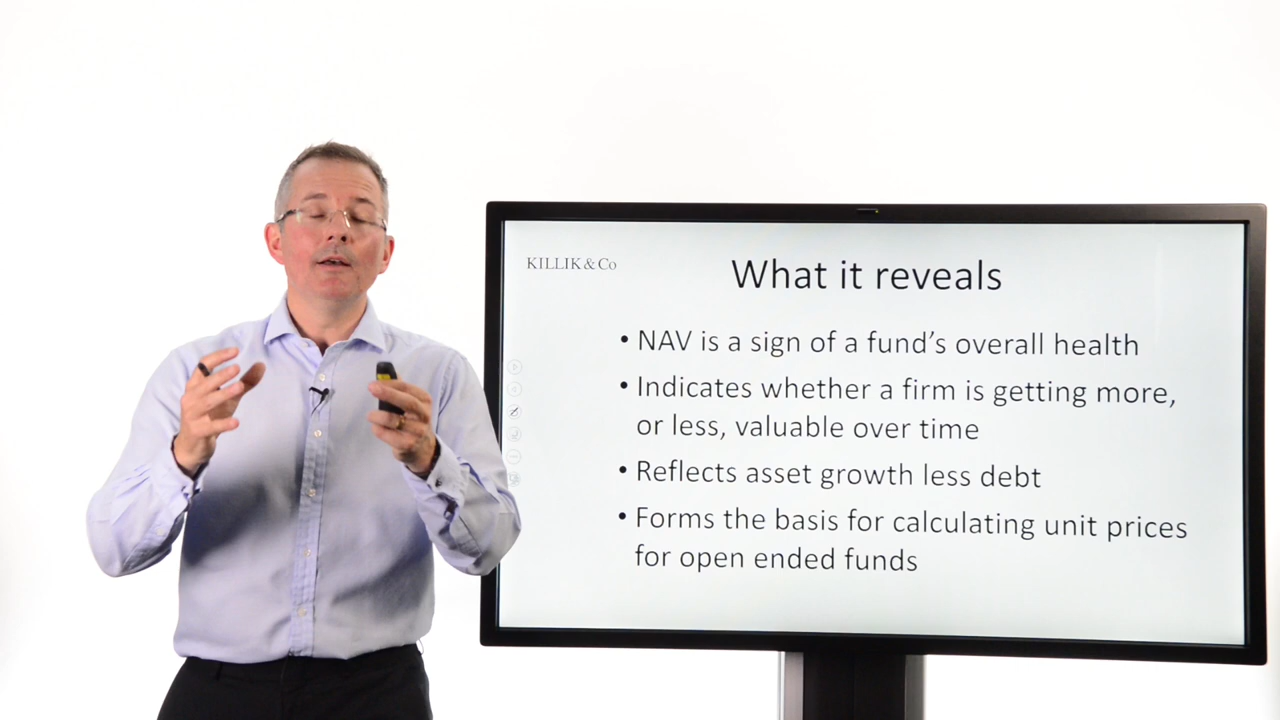 KILLIK & Co
What it reveals
• NAV is a sign of a fund's overall health
• Indicates whether a firm is getting more,
or less, valuable over time
• Reflects asset growth less debt
• Forms the basis for calculating unit prices
for open ended funds